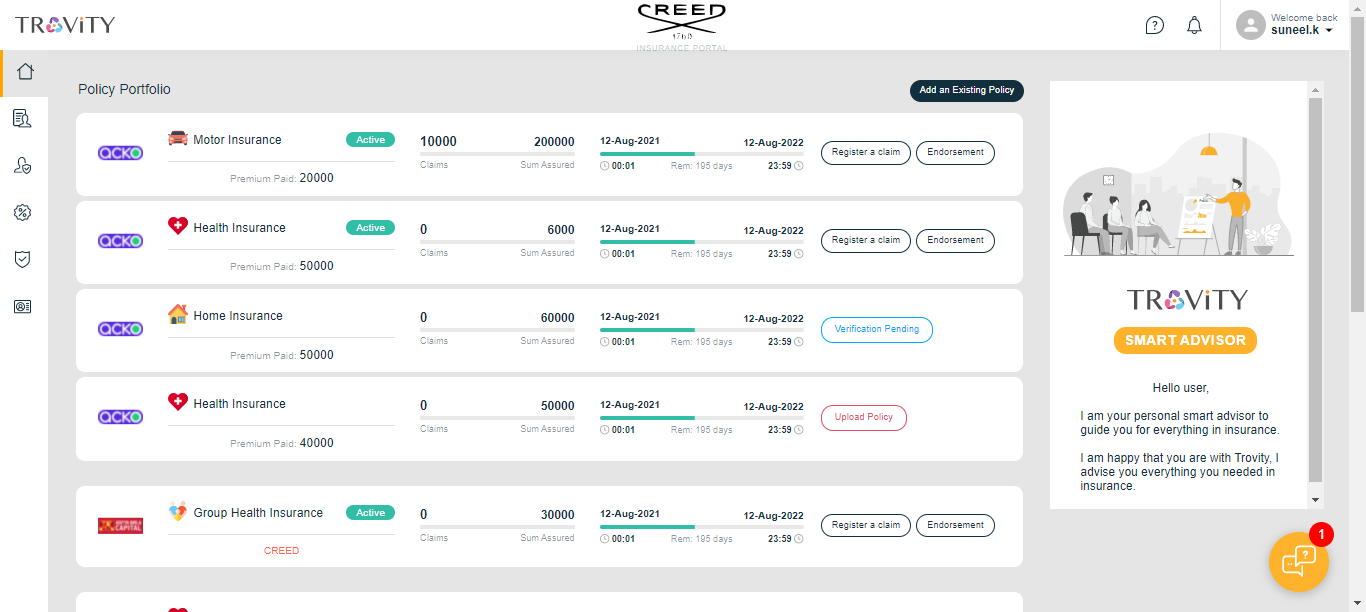 TROViTY
CREED
1760
INSURANCE PORTAL
Welcome back
suneel.k
Policy Portfolio
Add an Existing Policy
acko
Motor Insurance
Active
Premium Paid: 20000
10000
200000
Claims
Sum Assured
12-Aug-2021
12-Aug-2022
00:01
Rem: 195 days
23:59
Register a claim
Endorsement
acko
Health Insurance
Active
Premium Paid: 50000
0
6000
Claims
Sum Assured
12-Aug-2021
12-Aug-2022
00:01
Rem: 195 days
23:59
Register a claim
Endorsement
acko
Home Insurance
Premium Paid: 50000
0
60000
Claims
Sum Assured
12-Aug-2021
12-Aug-2022
00:01
Rem: 195 days
23:59
Verification Pending
acko
Health Insurance
Premium Paid: 40000
0
50000
Claims
Sum Assured
12-Aug-2021
12-Aug-2022
00:01
Rem: 195 days
23:59
Upload Policy
CAPITAL
Group Health Insurance
Active
CREED
0
30000
Claims
Sum Assured
12-Aug-2021
12-Aug-2022
00:01
Rem: 195 days
23:59
Register a claim
Endorsement
TROViTY
SMART ADVISOR
Hello user,
I am your personal smart advisor to
guide you for everything in insurance.
I am happy that you are with Trovity, I
advise you everything you needed in
insurance.
1